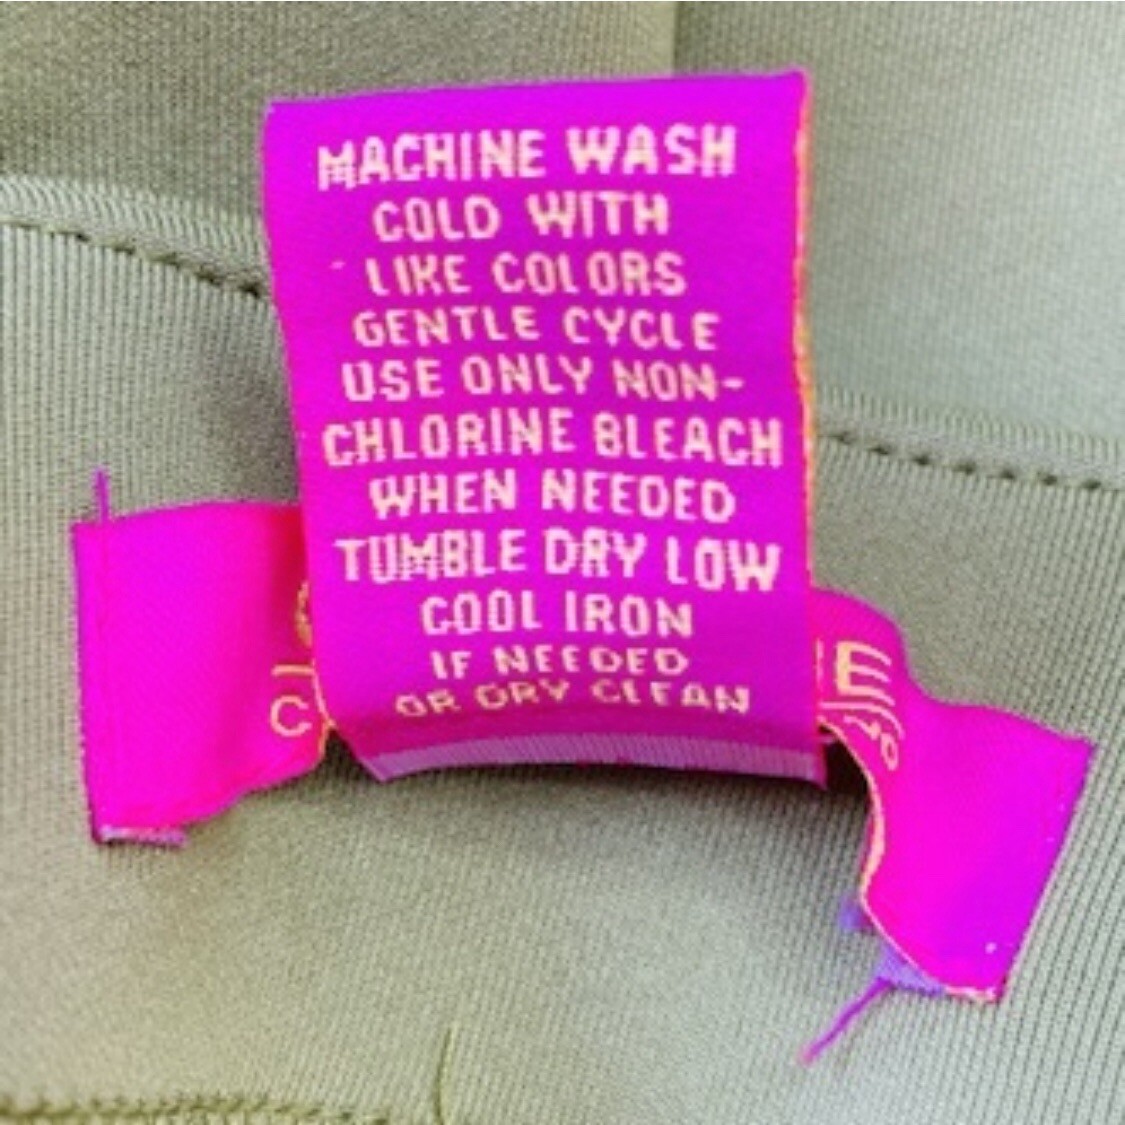 MACHINE WASH
COLD WITH
LIKE COLORS
GENTLE CYCLE
USE ONLY NON-
CHLORINE BLEACH
WHEN NEEDED
TUMBLE DRY LOW
COOL IRON
IF NEEDED
OR DRY CLEAN